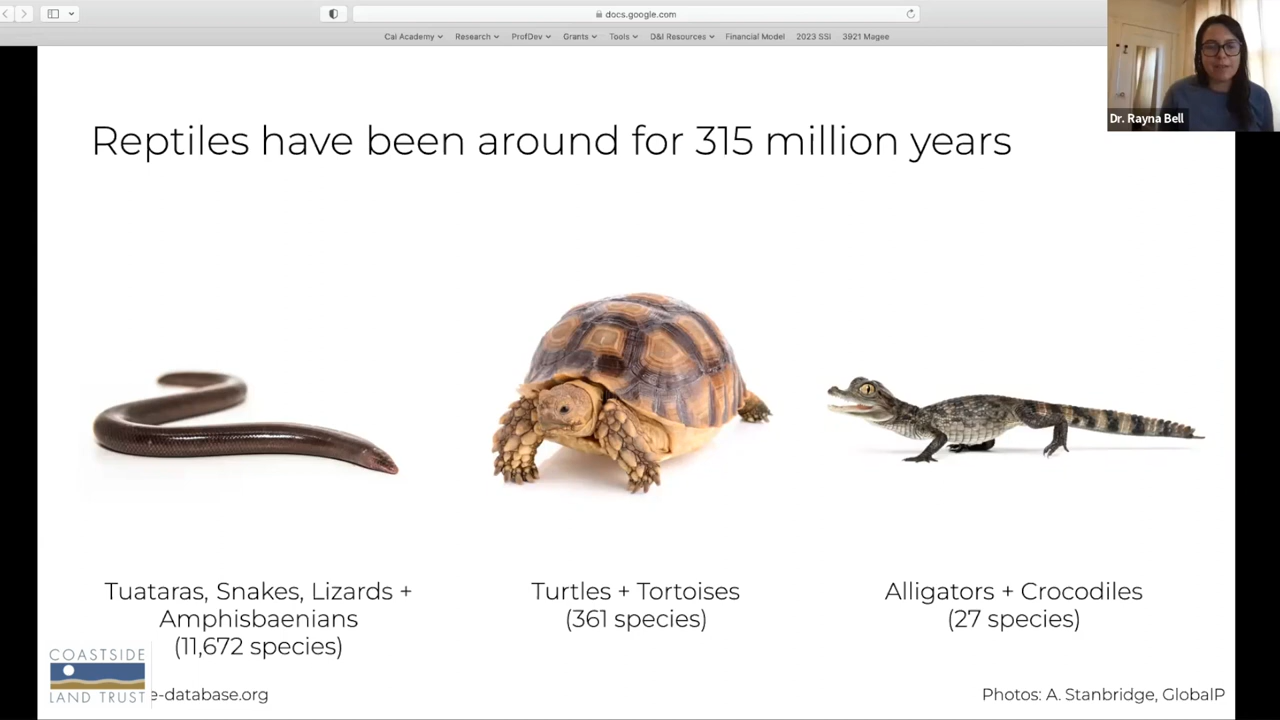 docs.google.com
Cal Academy Research ProfDev Grants Tools D&I Resources Financial Model 2023 SSI 3921 Magee
Dr. Rayna Bell
Reptiles have been around for 315 million years
Tuataras, Snakes, Lizards +
Amphisbaenians
(11,672 species)
Turtles + Tortoises
(361 species)
Alligators + Crocodiles
(27 species)
COASTSIDE
LAND TRUST
e-database.org
Photos: A. Stanbridge, GlobalP